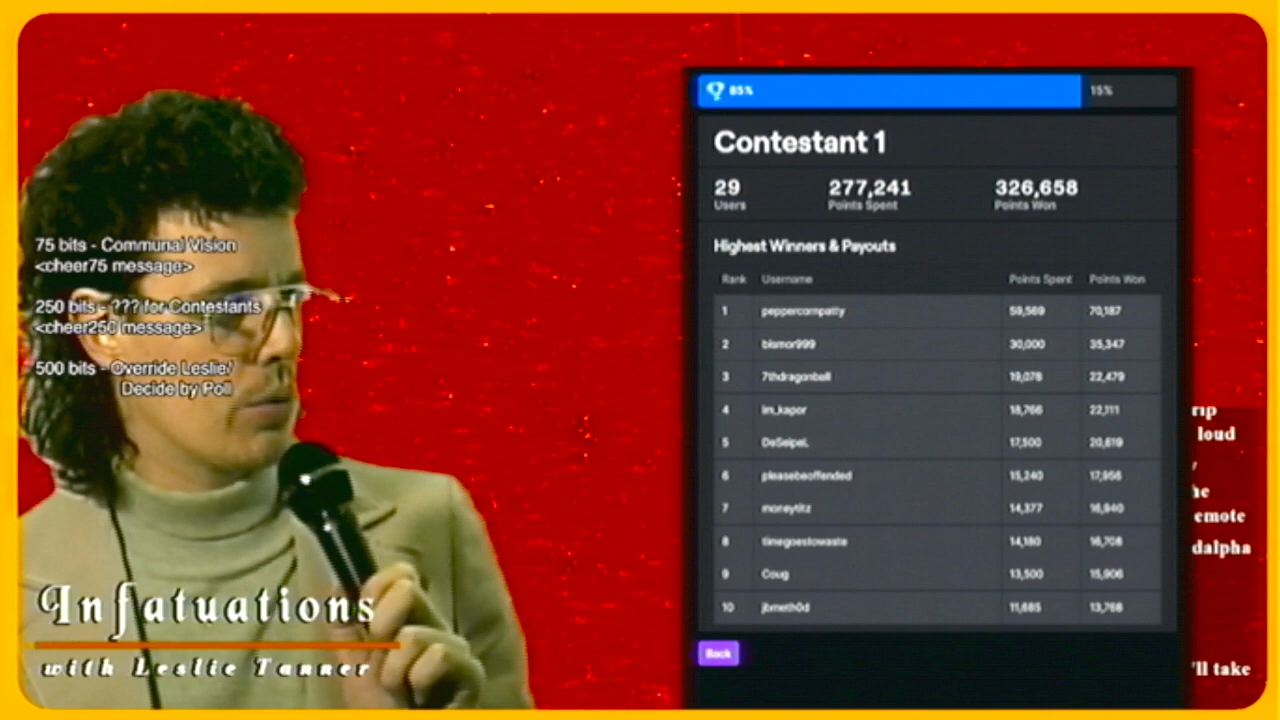 85%
15%
Contestant 1
29 277,241 326,658
Users Points Spent Points Won
Highest Winners & Payouts
Rank Username Points Spent Points Won
1 peppercompatty 59,569 70,187
2 bismor999 30,000 35,347
3 7thdragonball 19,078 22,479
4 im_kapor 18,766 22,111
5 DaSeipeL 17,500 20,619
6 pleasebeoffended 15,240 17,956
7 moneytitz 14,377 16,940
8 timegoestowaste 14,180 16,708
9 Coug 13,500 15,906
10 jbmeth0d 11,685 13,768
Back
75 bits - Communal Vision
<cheer75 message>
250 bits - ??? for Contestants
<cheer250 message>
500 bits - Override Leslie/
Decide by Poll
Infatuations
with Leslie Tanner
rip
loud
he
emote
dalpha
'll take